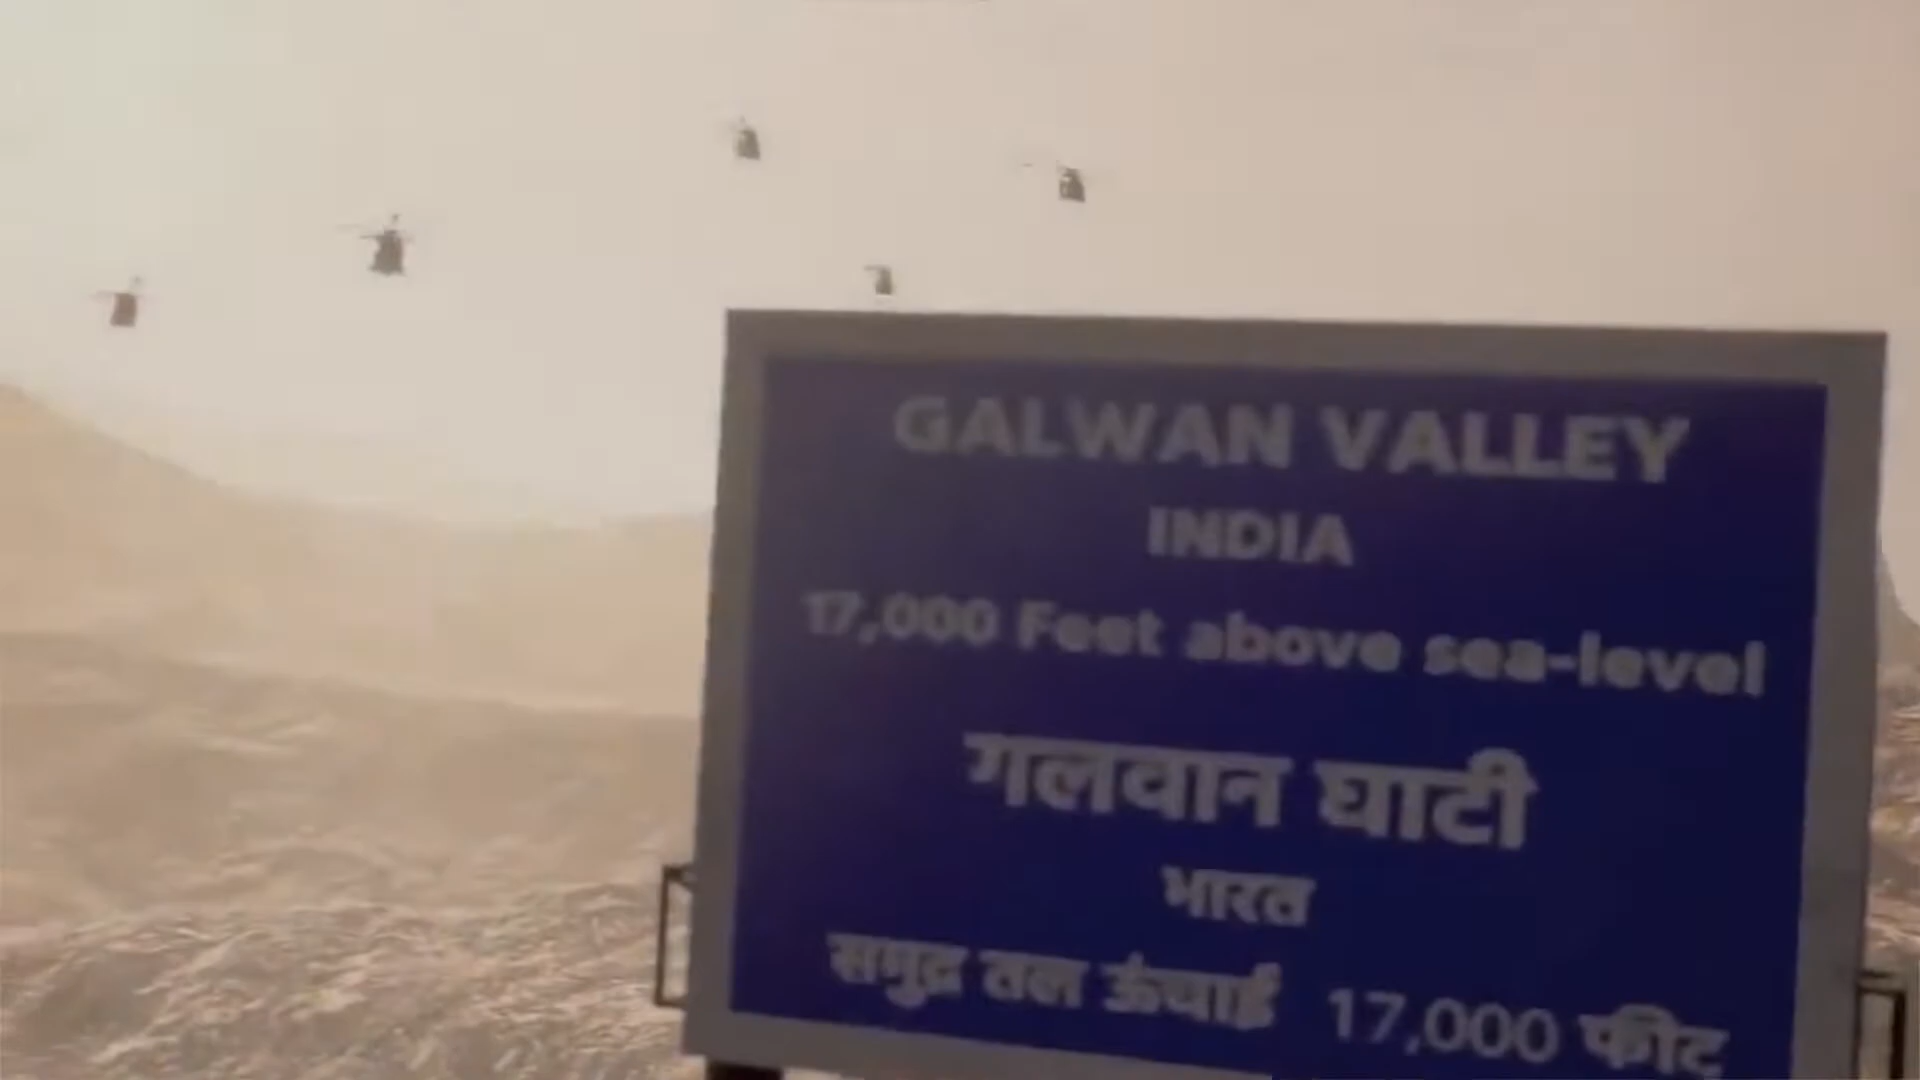 GALWAN VALLEY
INDIA
17,000 Feet above sea-level
गलवान घाटी
भारत
समुद्र तल ऊंचाई 17,000 फीट